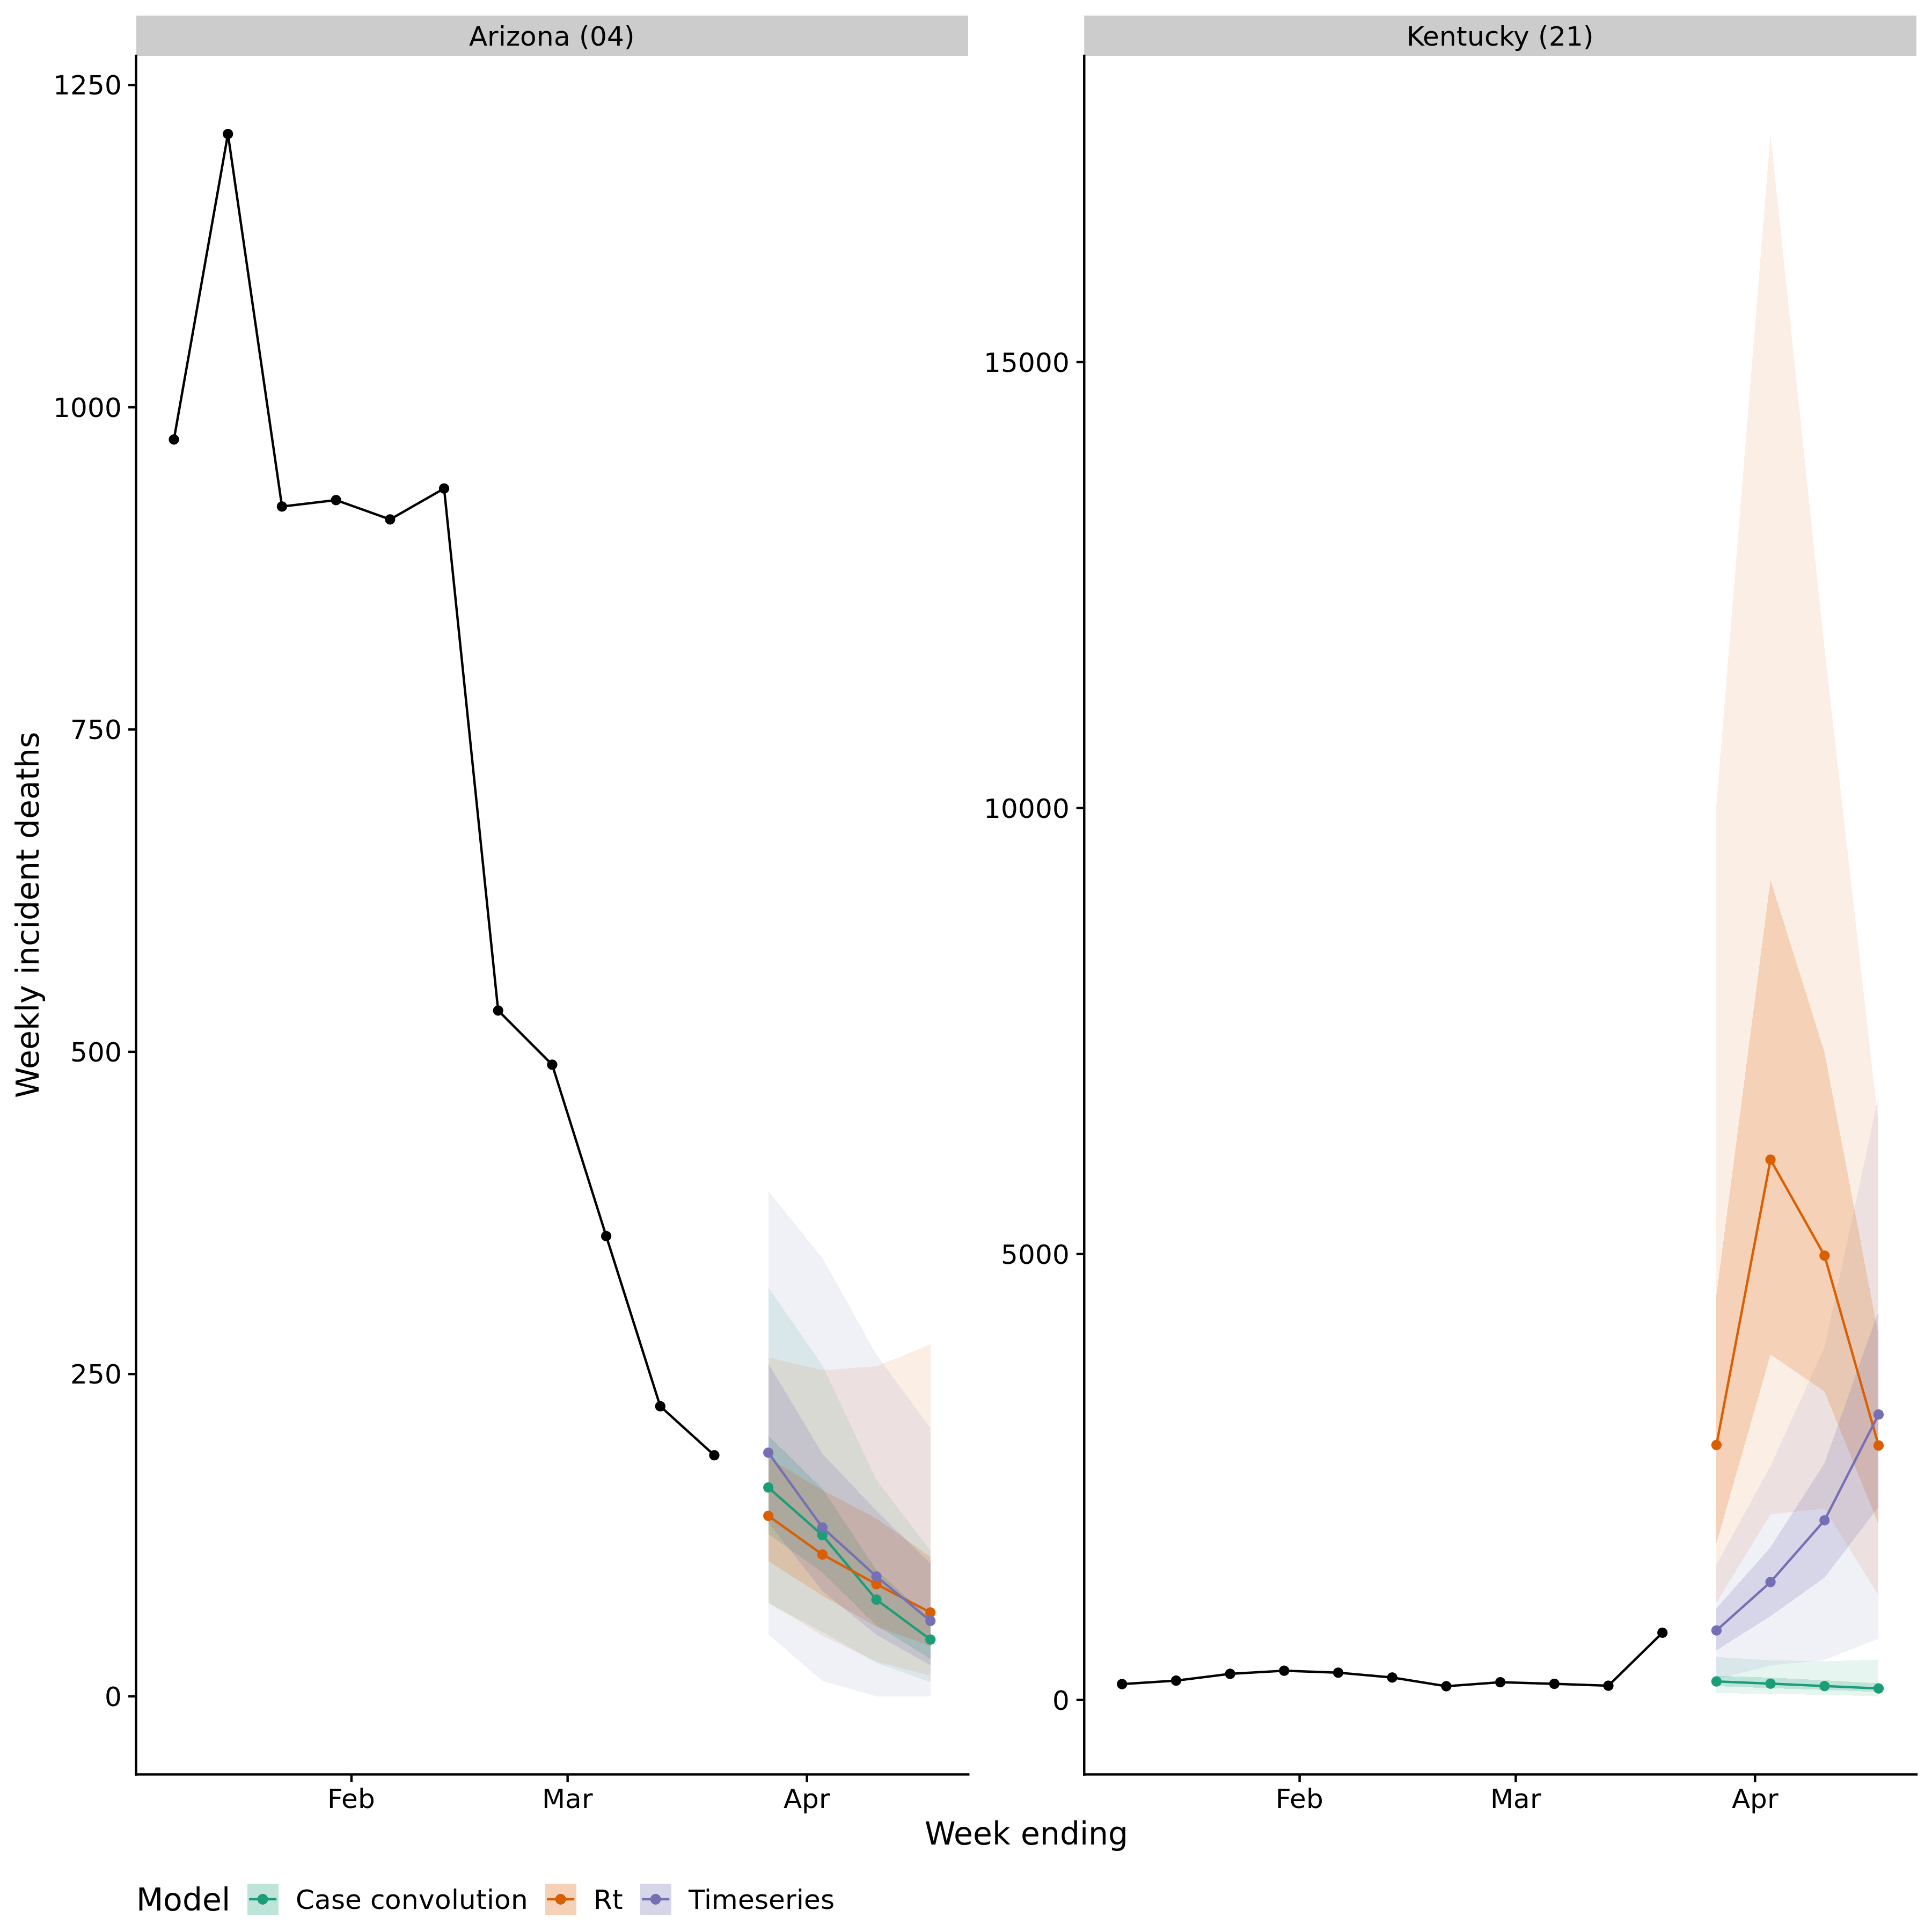 Arizona (04)
Kentucky (21)
Weekly incident deaths
1250
1000
750
500
250
0
15000
10000
5000
0
Feb Mar Apr
Feb Mar Apr
Week ending
Model Case convolution Rt Timeseries